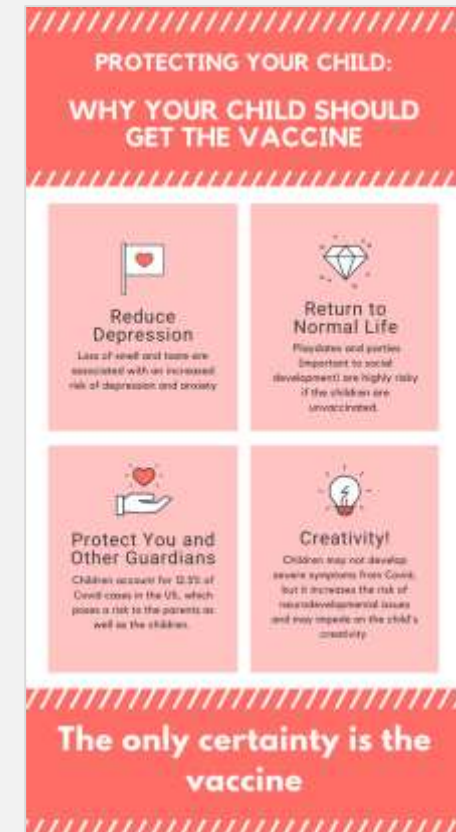 PROTECTING YOUR CHILD:
WHY YOUR CHILD SHOULD
GET THE VACCINE
Reduce
Depression
Loss of smell and taste are
associated with an increased
risk of depression and anxiety
Return to
Normal Life
Playdates and parties
(important to social
development) are highly risky
if the children are
unvaccinated.
Protect You and
Other Guardians
Children account for 12.5% of
Covid cases in the US, which
poses a risk to the parents as
well as the children.
Creativity!
Children may not develop
severe symptoms from Covid,
but it increases the risk of
neurodevelopmental issues
and may impede on the child's
creativity
The only certainty is the
vaccine